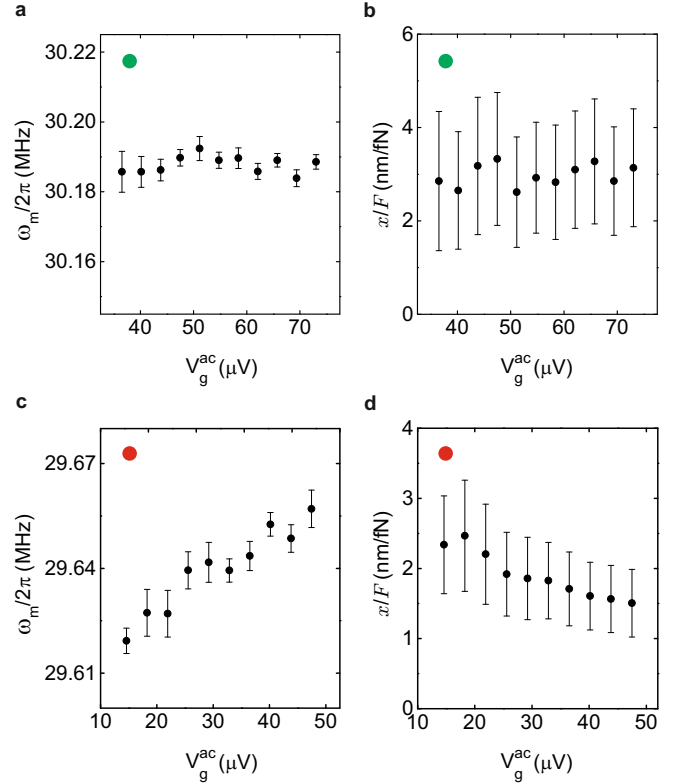 a
30.22
30.20
30.18
30.16
ω_m/2π (MHz)
40 50 60 70
V_g^ac (μV)
b
6
4
2
0
x/F (nm/fN)
40 50 60 70
V_g^ac (μV)
c
29.67
29.64
29.61
ω_m/2π (MHz)
10 20 30 40 50
V_g^ac (μV)
d
4
3
2
1
0
x/F (nm/fN)
10 20 30 40 50
V_g^ac (μV)